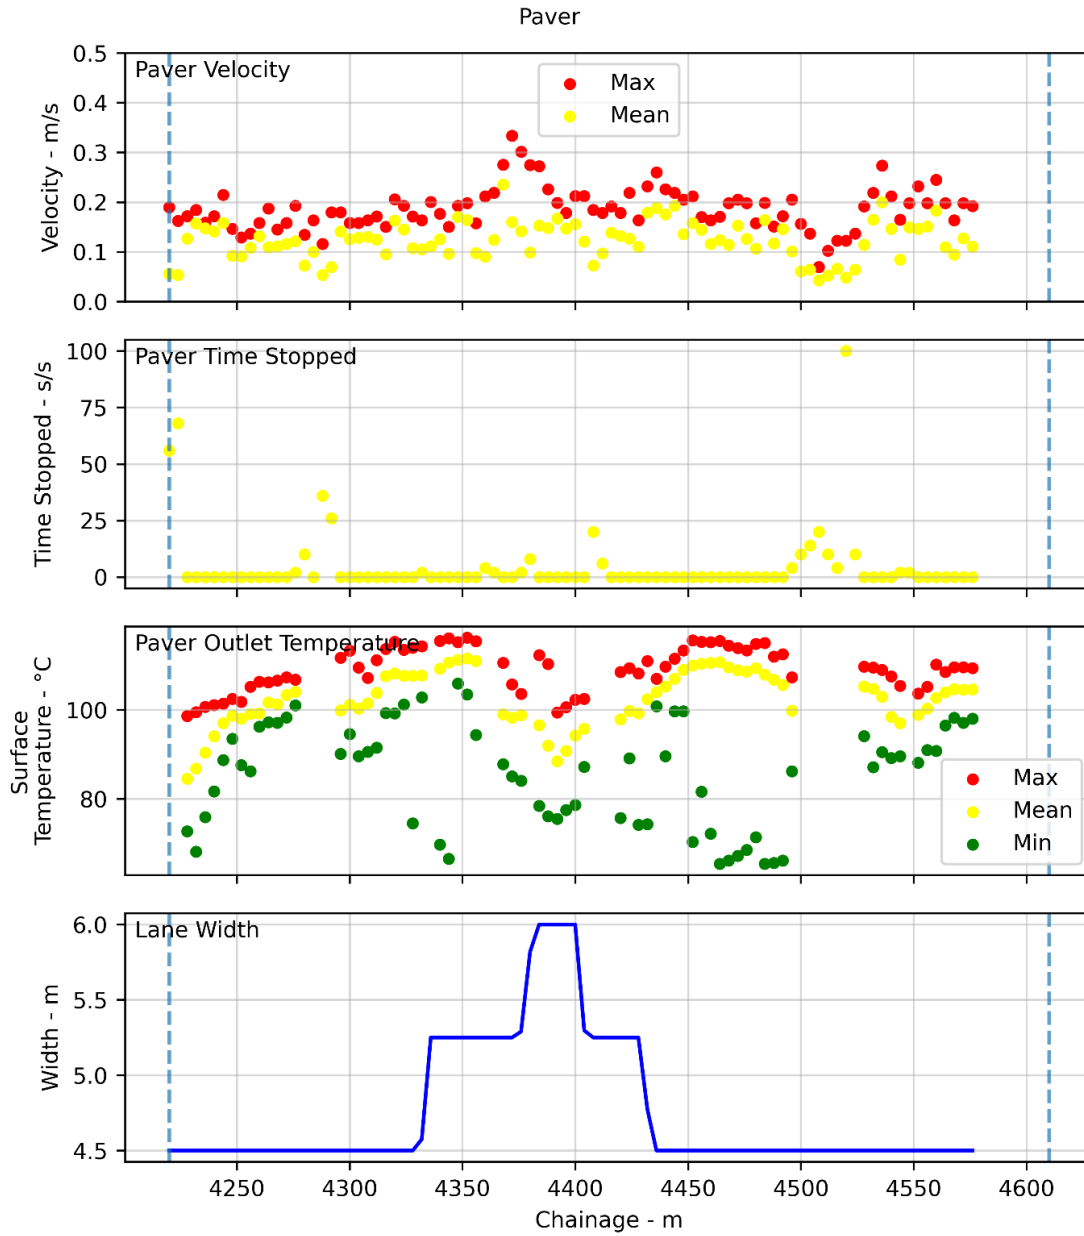 Paver
Paver Velocity
Max
Mean
Velocity - m/s
0.5
0.4
0.3
0.2
0.1
0.0
Paver Time Stopped
Time Stopped - s/s
100
75
50
25
0
Paver Outlet Temperature
Surface
Temperature - °C
100
80
Max
Mean
Min
Lane Width
Width - m
6.0
5.5
5.0
4.5
4250 4300 4350 4400 4450 4500 4550 4600
Chainage - m